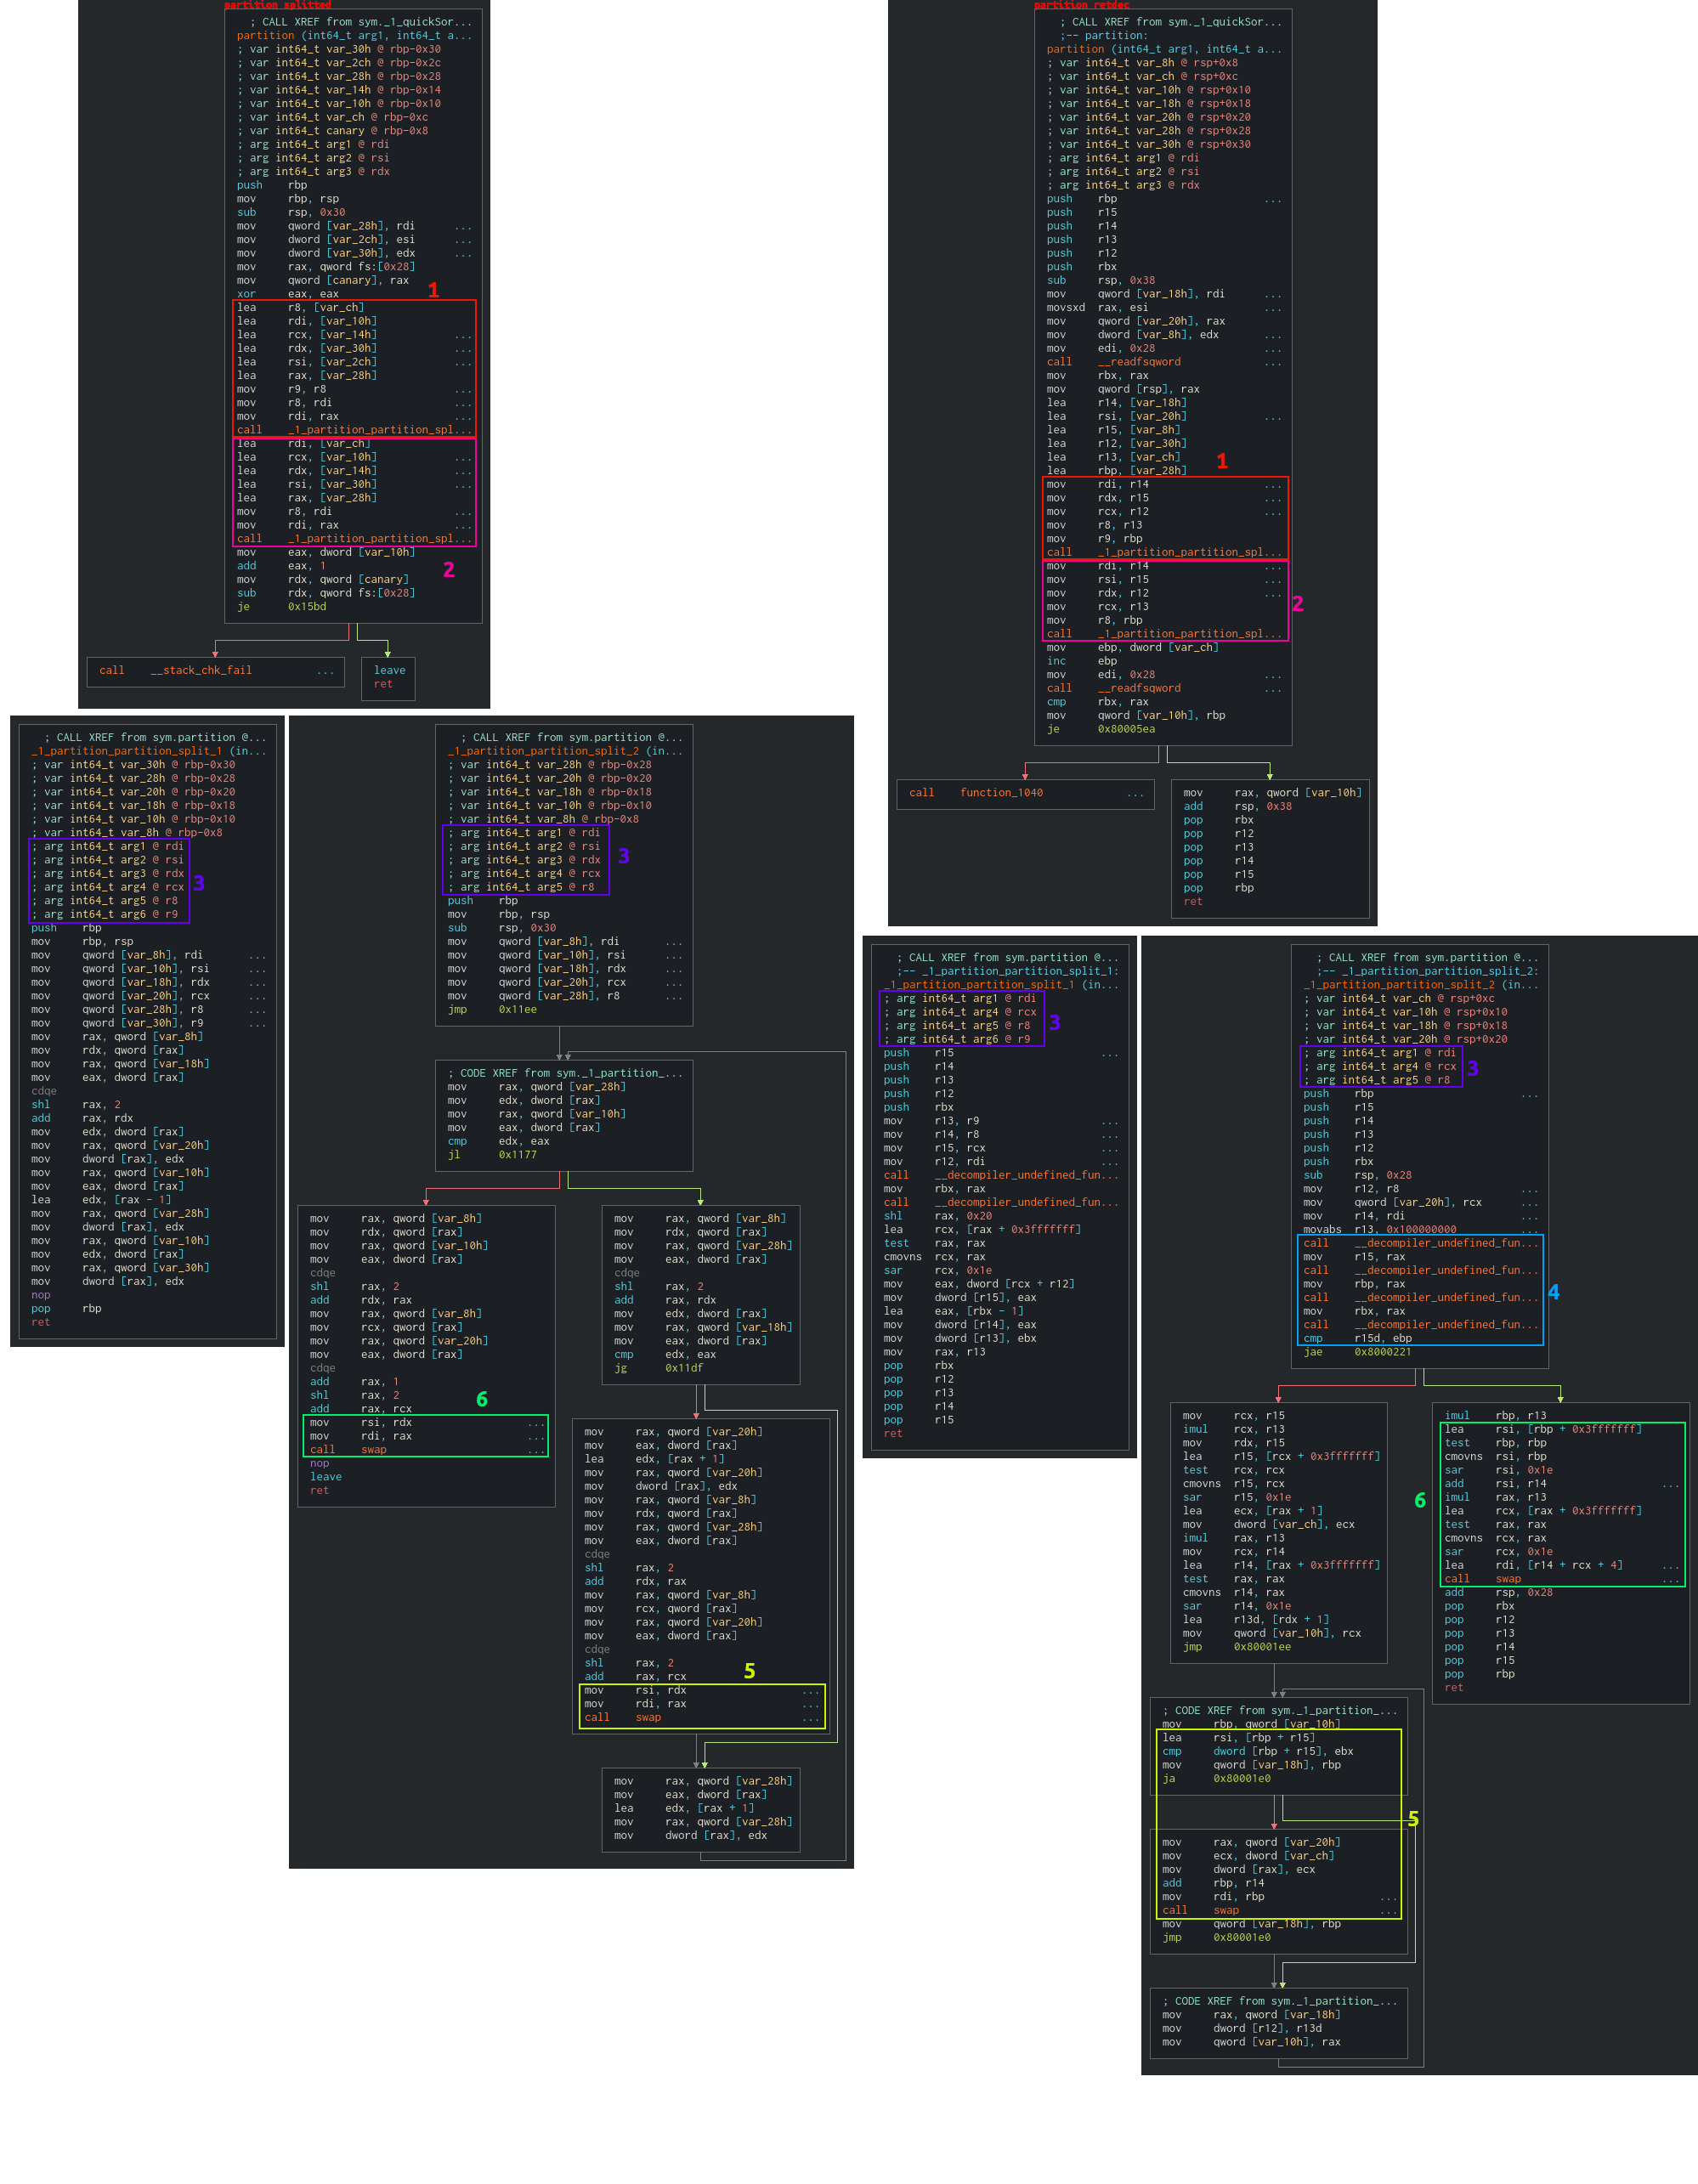 partition splitted
; CALL XREF from sym._1_quickSor...
partition (int64_t arg1, int64_t a...
; var int64_t var_30h @ rbp-0x30
; var int64_t var_2ch @ rbp-0x2c
; var int64_t var_28h @ rbp-0x28
; var int64_t var_14h @ rbp-0x14
; var int64_t var_10h @ rbp-0x10
; var int64_t var_ch @ rbp-0xc
; var int64_t canary @ rbp-0x8
; arg int64_t arg1 @ rdi
; arg int64_t arg2 @ rsi
; arg int64_t arg3 @ rdx
push rbp
mov rbp, rsp
sub rsp, 0x30
mov qword [var_28h], rdi ...
mov dword [var_2ch], esi ...
mov dword [var_30h], edx ...
mov rax, qword fs:[0x28]
mov qword [canary], rax
xor eax, eax
1
lea r8, [var_ch]
lea rdi, [var_10h]
lea rcx, [var_14h] ...
lea rdx, [var_30h] ...
lea rsi, [var_2ch] ...
lea rax, [var_28h]
mov r9, r8 ...
mov r8, rdi ...
mov rdi, rax ...
call _1_partition_partition_spl...
lea rdi, [var_ch]
lea rcx, [var_10h] ...
lea rdx, [var_14h] ...
lea rsi, [var_30h] ...
lea rax, [var_28h]
mov r8, rdi ...
mov rdi, rax ...
call _1_partition_partition_spl...
mov eax, dword [var_10h]
add eax, 1
2
mov rdx, qword [canary]
sub rdx, qword fs:[0x28]
je 0x15bd
call __stack_chk_fail ...
leave
ret
; CALL XREF from sym.partition @...
_1_partition_partition_split_1 (in...
; var int64_t var_30h @ rbp-0x30
; var int64_t var_28h @ rbp-0x28
; var int64_t var_20h @ rbp-0x20
; var int64_t var_18h @ rbp-0x18
; var int64_t var_10h @ rbp-0x10
; var int64_t var_8h @ rbp-0x8
; arg int64_t arg1 @ rdi
; arg int64_t arg2 @ rsi
; arg int64_t arg3 @ rdx
; arg int64_t arg4 @ rcx
3
; arg int64_t arg5 @ r8
; arg int64_t arg6 @ r9
push rbp
mov rbp, rsp
mov qword [var_8h], rdi ...
mov qword [var_10h], rsi ...
mov qword [var_18h], rdx ...
mov qword [var_20h], rcx ...
mov qword [var_28h], r8 ...
mov qword [var_30h], r9 ...
mov rax, qword [var_8h]
mov rdx, qword [rax]
mov rax, qword [var_18h]
mov eax, dword [rax]
cdqe
shl rax, 2
add rax, rdx
mov edx, dword [rax]
mov rax, qword [var_20h]
mov dword [rax], edx
mov rax, qword [var_10h]
mov eax, dword [rax]
lea edx, [rax - 1]
mov rax, qword [var_28h]
mov dword [rax], edx
mov rax, qword [var_10h]
mov edx, dword [rax]
mov rax, qword [var_30h]
mov dword [rax], edx
nop
pop rbp
ret
; CALL XREF from sym.partition @...
_1_partition_partition_split_2 (in...
; var int64_t var_28h @ rbp-0x28
; var int64_t var_20h @ rbp-0x20
; var int64_t var_18h @ rbp-0x18
; var int64_t var_10h @ rbp-0x10
; var int64_t var_8h @ rbp-0x8
; arg int64_t arg1 @ rdi
; arg int64_t arg2 @ rsi
; arg int64_t arg3 @ rdx
3
; arg int64_t arg4 @ rcx
; arg int64_t arg5 @ r8
push rbp
mov rbp, rsp
sub rsp, 0x30
mov qword [var_8h], rdi ...
mov qword [var_10h], rsi ...
mov qword [var_18h], rdx ...
mov qword [var_20h], rcx ...
mov qword [var_28h], r8 ...
jmp 0x11ee
; CODE XREF from sym._1_partition_...
mov rax, qword [var_28h]
mov edx, dword [rax]
mov rax, qword [var_10h]
mov eax, dword [rax]
cmp edx, eax
jl 0x1177
mov rax, qword [var_8h]
mov rdx, qword [rax]
mov rax, qword [var_10h]
mov eax, dword [rax]
cdqe
shl rax, 2
add rdx, rax
mov rax, qword [var_8h]
mov rcx, qword [rax]
mov rax, qword [var_20h]
mov eax, dword [rax]
cdqe
add rax, 1
shl rax, 2
6
add rax, rcx
mov rsi, rdx ...
mov rdi, rax ...
call swap ...
nop
leave
ret
mov rax, qword [var_8h]
mov rdx, qword [rax]
mov rax, qword [var_28h]
mov eax, dword [rax]
cdqe
shl rax, 2
add rax, rdx
mov edx, dword [rax]
mov rax, qword [var_18h]
mov eax, dword [rax]
cmp edx, eax
jg 0x11df
mov rax, qword [var_20h]
mov eax, dword [rax]
lea edx, [rax + 1]
mov rax, qword [var_20h]
mov dword [rax], edx
mov rax, qword [var_8h]
mov rdx, qword [rax]
mov rax, qword [var_28h]
mov eax, dword [rax]
cdqe
shl rax, 2
add rdx, rax
mov rax, qword [var_8h]
mov rcx, qword [rax]
mov rax, qword [var_20h]
mov eax, dword [rax]
cdqe
shl rax, 2
5
add rax, rcx
mov rsi, rdx ...
mov rdi, rax ...
call swap ...
mov rax, qword [var_28h]
mov eax, dword [rax]
lea edx, [rax + 1]
mov rax, qword [var_28h]
mov dword [rax], edx
partition retdec
; CALL XREF from sym._1_quickSor...
;-- partition:
partition (int64_t arg1, int64_t a...
; var int64_t var_8h @ rsp+0x8
; var int64_t var_ch @ rsp+0xc
; var int64_t var_10h @ rsp+0x10
; var int64_t var_18h @ rsp+0x18
; var int64_t var_20h @ rsp+0x20
; var int64_t var_28h @ rsp+0x28
; var int64_t var_30h @ rsp+0x30
; arg int64_t arg1 @ rdi
; arg int64_t arg2 @ rsi
; arg int64_t arg3 @ rdx
push rbp ...
push r15
push r14
push r13
push r12
push rbx
sub rsp, 0x38
mov qword [var_18h], rdi ...
movsxd rax, esi ...
mov qword [var_20h], rax
mov dword [var_8h], edx ...
mov edi, 0x28 ...
call __readfsqword ...
mov rbx, rax
mov qword [rsp], rax
lea r14, [var_18h]
lea rsi, [var_20h] ...
lea r15, [var_8h]
lea r12, [var_30h]
lea r13, [var_ch]
1
lea rbp, [var_28h]
mov rdi, r14 ...
mov rdx, r15 ...
mov rcx, r12 ...
mov r8, r13
mov r9, rbp
call _1_partition_partition_spl...
mov rdi, r14 ...
mov rsi, r15 ...
mov rdx, r12 ...
mov rcx, r13
2
mov r8, rbp
call _1_partition_partition_spl...
mov ebp, dword [var_ch]
inc ebp
mov edi, 0x28 ...
call __readfsqword ...
cmp rbx, rax
mov qword [var_10h], rbp
je 0x80005ea
call function_1040 ...
mov rax, qword [var_10h]
add rsp, 0x38
pop rbx
pop r12
pop r13
pop r14
pop r15
pop rbp
ret
; CALL XREF from sym.partition @...
;-- _1_partition_partition_split_1:
_1_partition_partition_split_1 (in...
; arg int64_t arg1 @ rdi
; arg int64_t arg4 @ rcx
; arg int64_t arg5 @ r8
3
; arg int64_t arg6 @ r9
push r15 ...
push r14
push r13
push r12
push rbx
mov r13, r9 ...
mov r14, r8 ...
mov r15, rcx ...
mov r12, rdi ...
call __decompiler_undefined_fun...
mov rbx, rax
call __decompiler_undefined_fun...
shl rax, 0x20
lea rcx, [rax + 0x3fffffff]
test rax, rax
cmovns rcx, rax
sar rcx, 0x1e
mov eax, dword [rcx + r12]
mov dword [r15], eax
lea eax, [rbx - 1]
mov dword [r14], eax
mov dword [r13], ebx
mov rax, r13
pop rbx
pop r12
pop r13
pop r14
pop r15
ret
; CALL XREF from sym.partition @...
;-- _1_partition_partition_split_2:
_1_partition_partition_split_2 (in...
; var int64_t var_ch @ rsp+0xc
; var int64_t var_10h @ rsp+0x10
; var int64_t var_18h @ rsp+0x18
; var int64_t var_20h @ rsp+0x20
; arg int64_t arg1 @ rdi
; arg int64_t arg4 @ rcx
3
; arg int64_t arg5 @ r8
push rbp ...
push r15
push r14
push r13
push r12
push rbx
sub rsp, 0x28
mov r12, r8 ...
mov qword [var_20h], rcx ...
mov r14, rdi ...
movabs r13, 0x100000000 ...
call __decompiler_undefined_fun...
mov r15, rax
call __decompiler_undefined_fun...
mov rbp, rax
4
call __decompiler_undefined_fun...
mov rbx, rax
call __decompiler_undefined_fun...
cmp r15d, ebp
jae 0x8000221
mov rcx, r15
imul rcx, r13
mov rdx, r15
lea r15, [rcx + 0x3fffffff]
test rcx, rcx
cmovns r15, rcx
sar r15, 0x1e
lea ecx, [rax + 1]
mov dword [var_ch], ecx
imul rax, r13
mov rcx, r14
lea r14, [rax + 0x3fffffff]
test rax, rax
cmovns r14, rax
sar r14, 0x1e
lea r13d, [rdx + 1]
mov qword [var_10h], rcx
jmp 0x80001ee
imul rbp, r13
lea rsi, [rbp + 0x3fffffff]
test rbp, rbp
cmovns rsi, rbp
sar rsi, 0x1e
add rsi, r14 ...
imul rax, r13
6
lea rcx, [rax + 0x3fffffff]
test rax, rax
cmovns rcx, rax
sar rcx, 0x1e
lea rdi, [r14 + rcx + 4] ...
call swap ...
add rsp, 0x28
pop rbx
pop r12
pop r13
pop r14
pop r15
pop rbp
ret
; CODE XREF from sym._1_partition_...
mov rbp, qword [var_10h]
lea rsi, [rbp + r15]
cmp dword [rbp + r15], ebx
mov qword [var_18h], rbp
ja 0x80001e0
5
mov rax, qword [var_20h]
mov ecx, dword [var_ch]
mov dword [rax], ecx
add rbp, r14
mov rdi, rbp ...
call swap ...
mov qword [var_18h], rbp
jmp 0x80001e0
; CODE XREF from sym._1_partition_...
mov rax, qword [var_18h]
mov dword [r12], r13d
mov qword [var_10h], rax